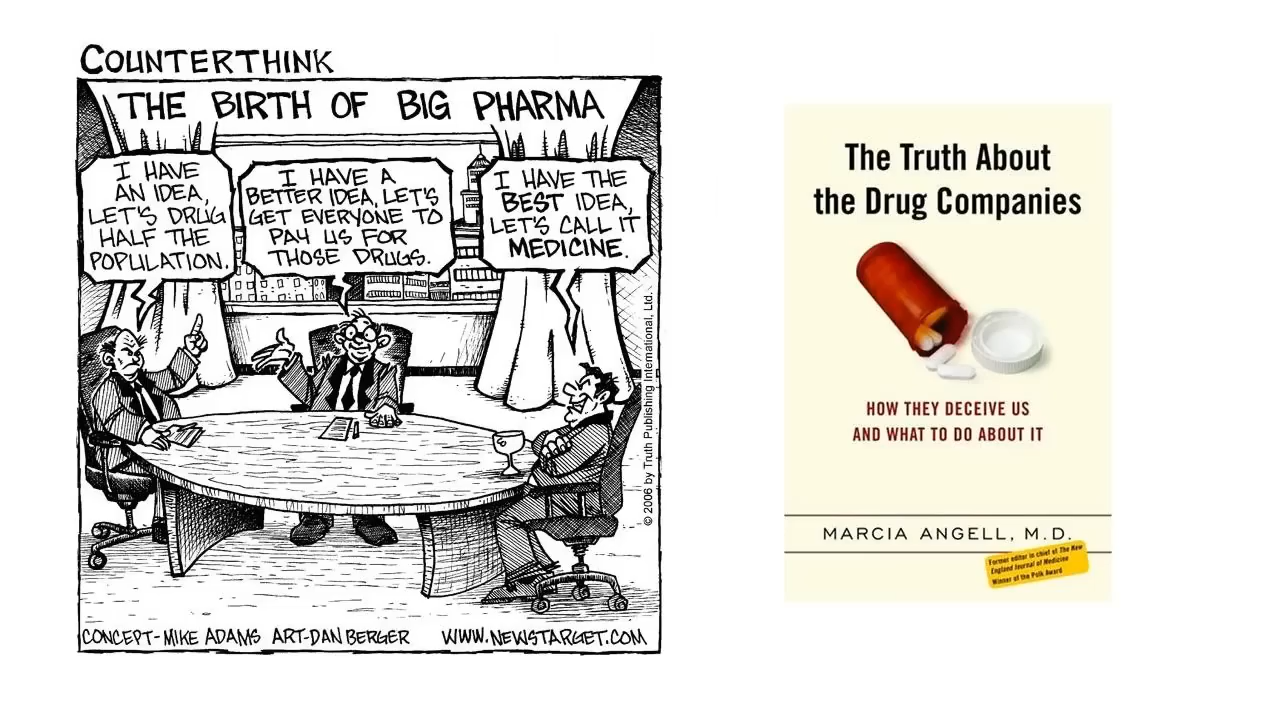 COUNTERTHINK
THE BIRTH OF BIG PHARMA
I HAVE
AN IDEA,
LET'S DRUG
HALF THE
POPULATION.
I HAVE A
BETTER IDEA, LET'S
GET EVERYONE TO
PAY US FOR
THOSE DRUGS.
I HAVE THE
BEST IDEA,
LET'S CALL IT
MEDICINE.
© 2006 by Truth Publishing International, Ltd.
CONCEPT-MIKE ADAMS ART-DAN BERGER WWW.NEWSTARGET.COM
The Truth About
the Drug Companies
HOW THEY DECEIVE US
AND WHAT TO DO ABOUT IT
MARCIA ANGELL, M.D.
Former editor in chief of The New
England Journal of Medicine
Winner of the Polk Award